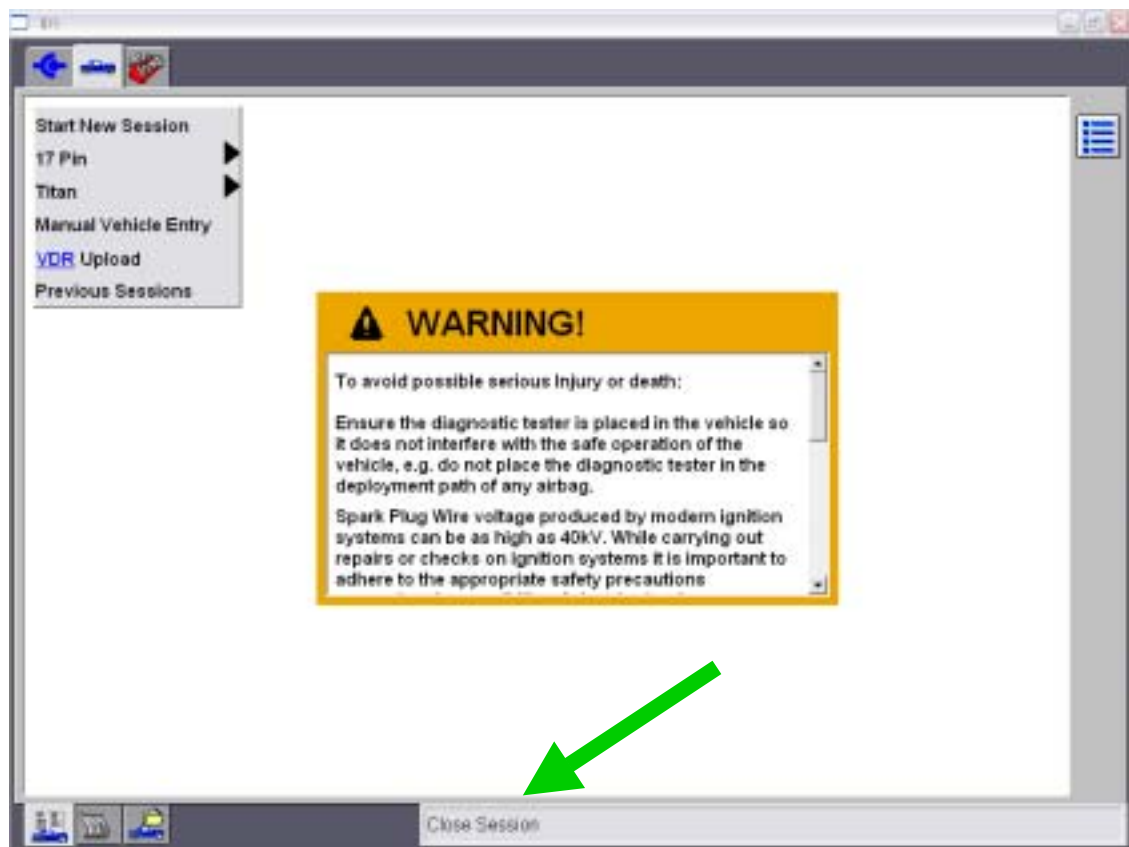 IDS
Start New Session
17 Pin
Titan
Manual Vehicle Entry
VDR Upload
Previous Sessions
WARNING!
To avoid possible serious Injury or death:
Ensure the diagnostic tester is placed in the vehicle so
it does not interfere with the safe operation of the
vehicle, e.g. do not place the diagnostic tester in the
deployment path of any airbag.
Spark Plug Wire voltage produced by modern ignition
systems can be as high as 40kV. While carrying out
repairs or checks on ignition systems it is important to
adhere to the appropriate safety precautions
Close Session